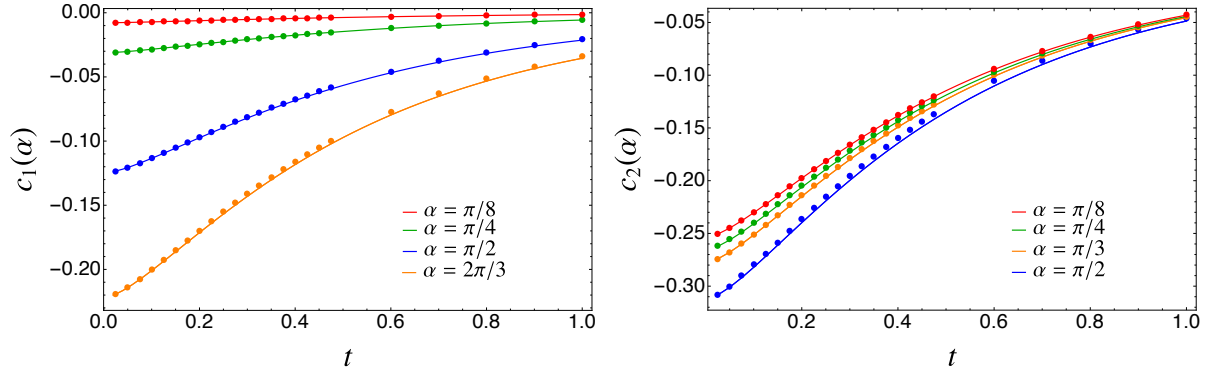 0.00
−0.05
−0.10
−0.15
−0.20
c₁(α)
α = π/8
α = π/4
α = π/2
α = 2π/3
0.0 0.2 0.4 0.6 0.8 1.0
t
−0.05
−0.10
−0.15
−0.20
−0.25
−0.30
c₂(α)
α = π/8
α = π/4
α = π/3
α = π/2
0.2 0.4 0.6 0.8 1.0
t